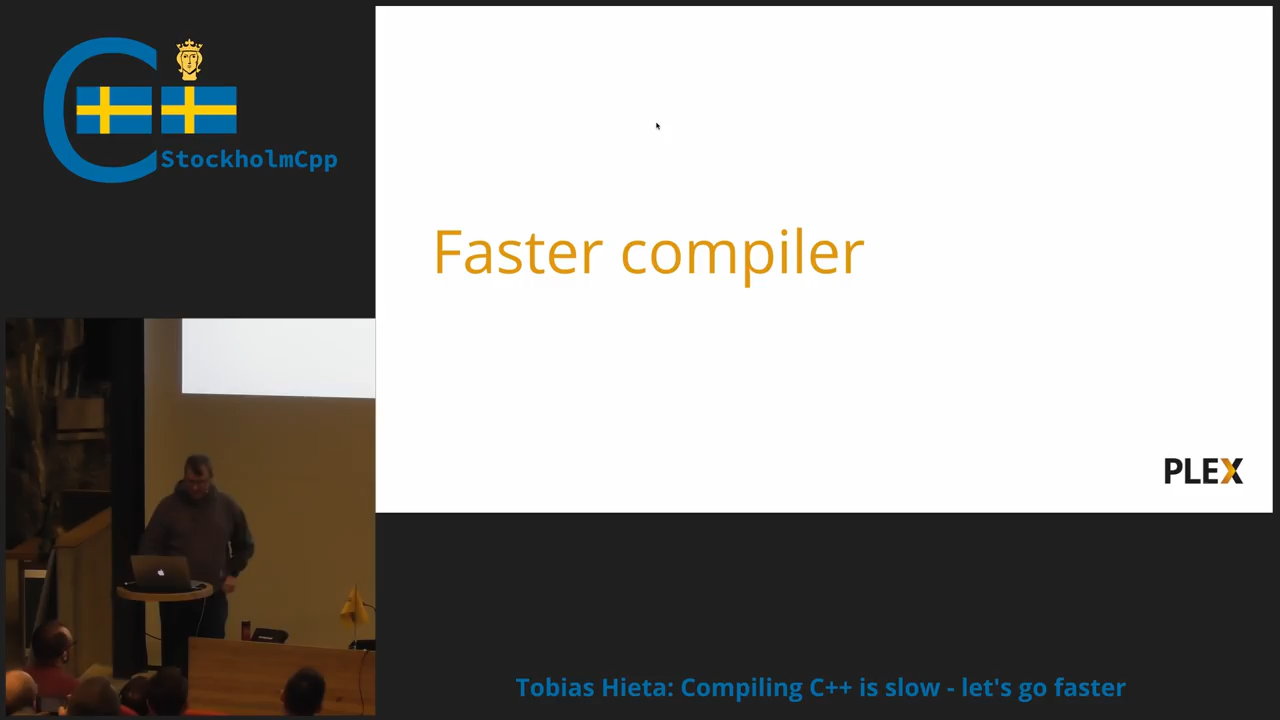 StockholmCpp
Faster compiler
PLEX
Tobias Hieta: Compiling C++ is slow - let's go faster